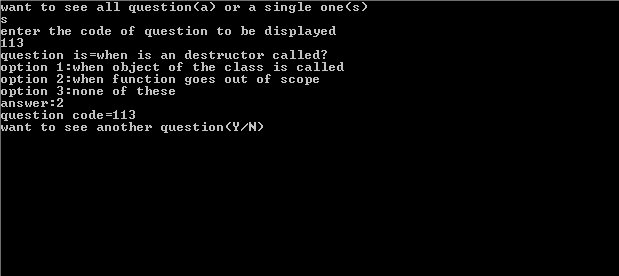 want to see all question(a) or a single one(s)
s
enter the code of question to be displayed
113
question is=when is an destructor called?
option 1:when object of the class is called
option 2:when function goes out of scope
option 3:none of these
answer:2
question code=113
want to see another question(Y/N)